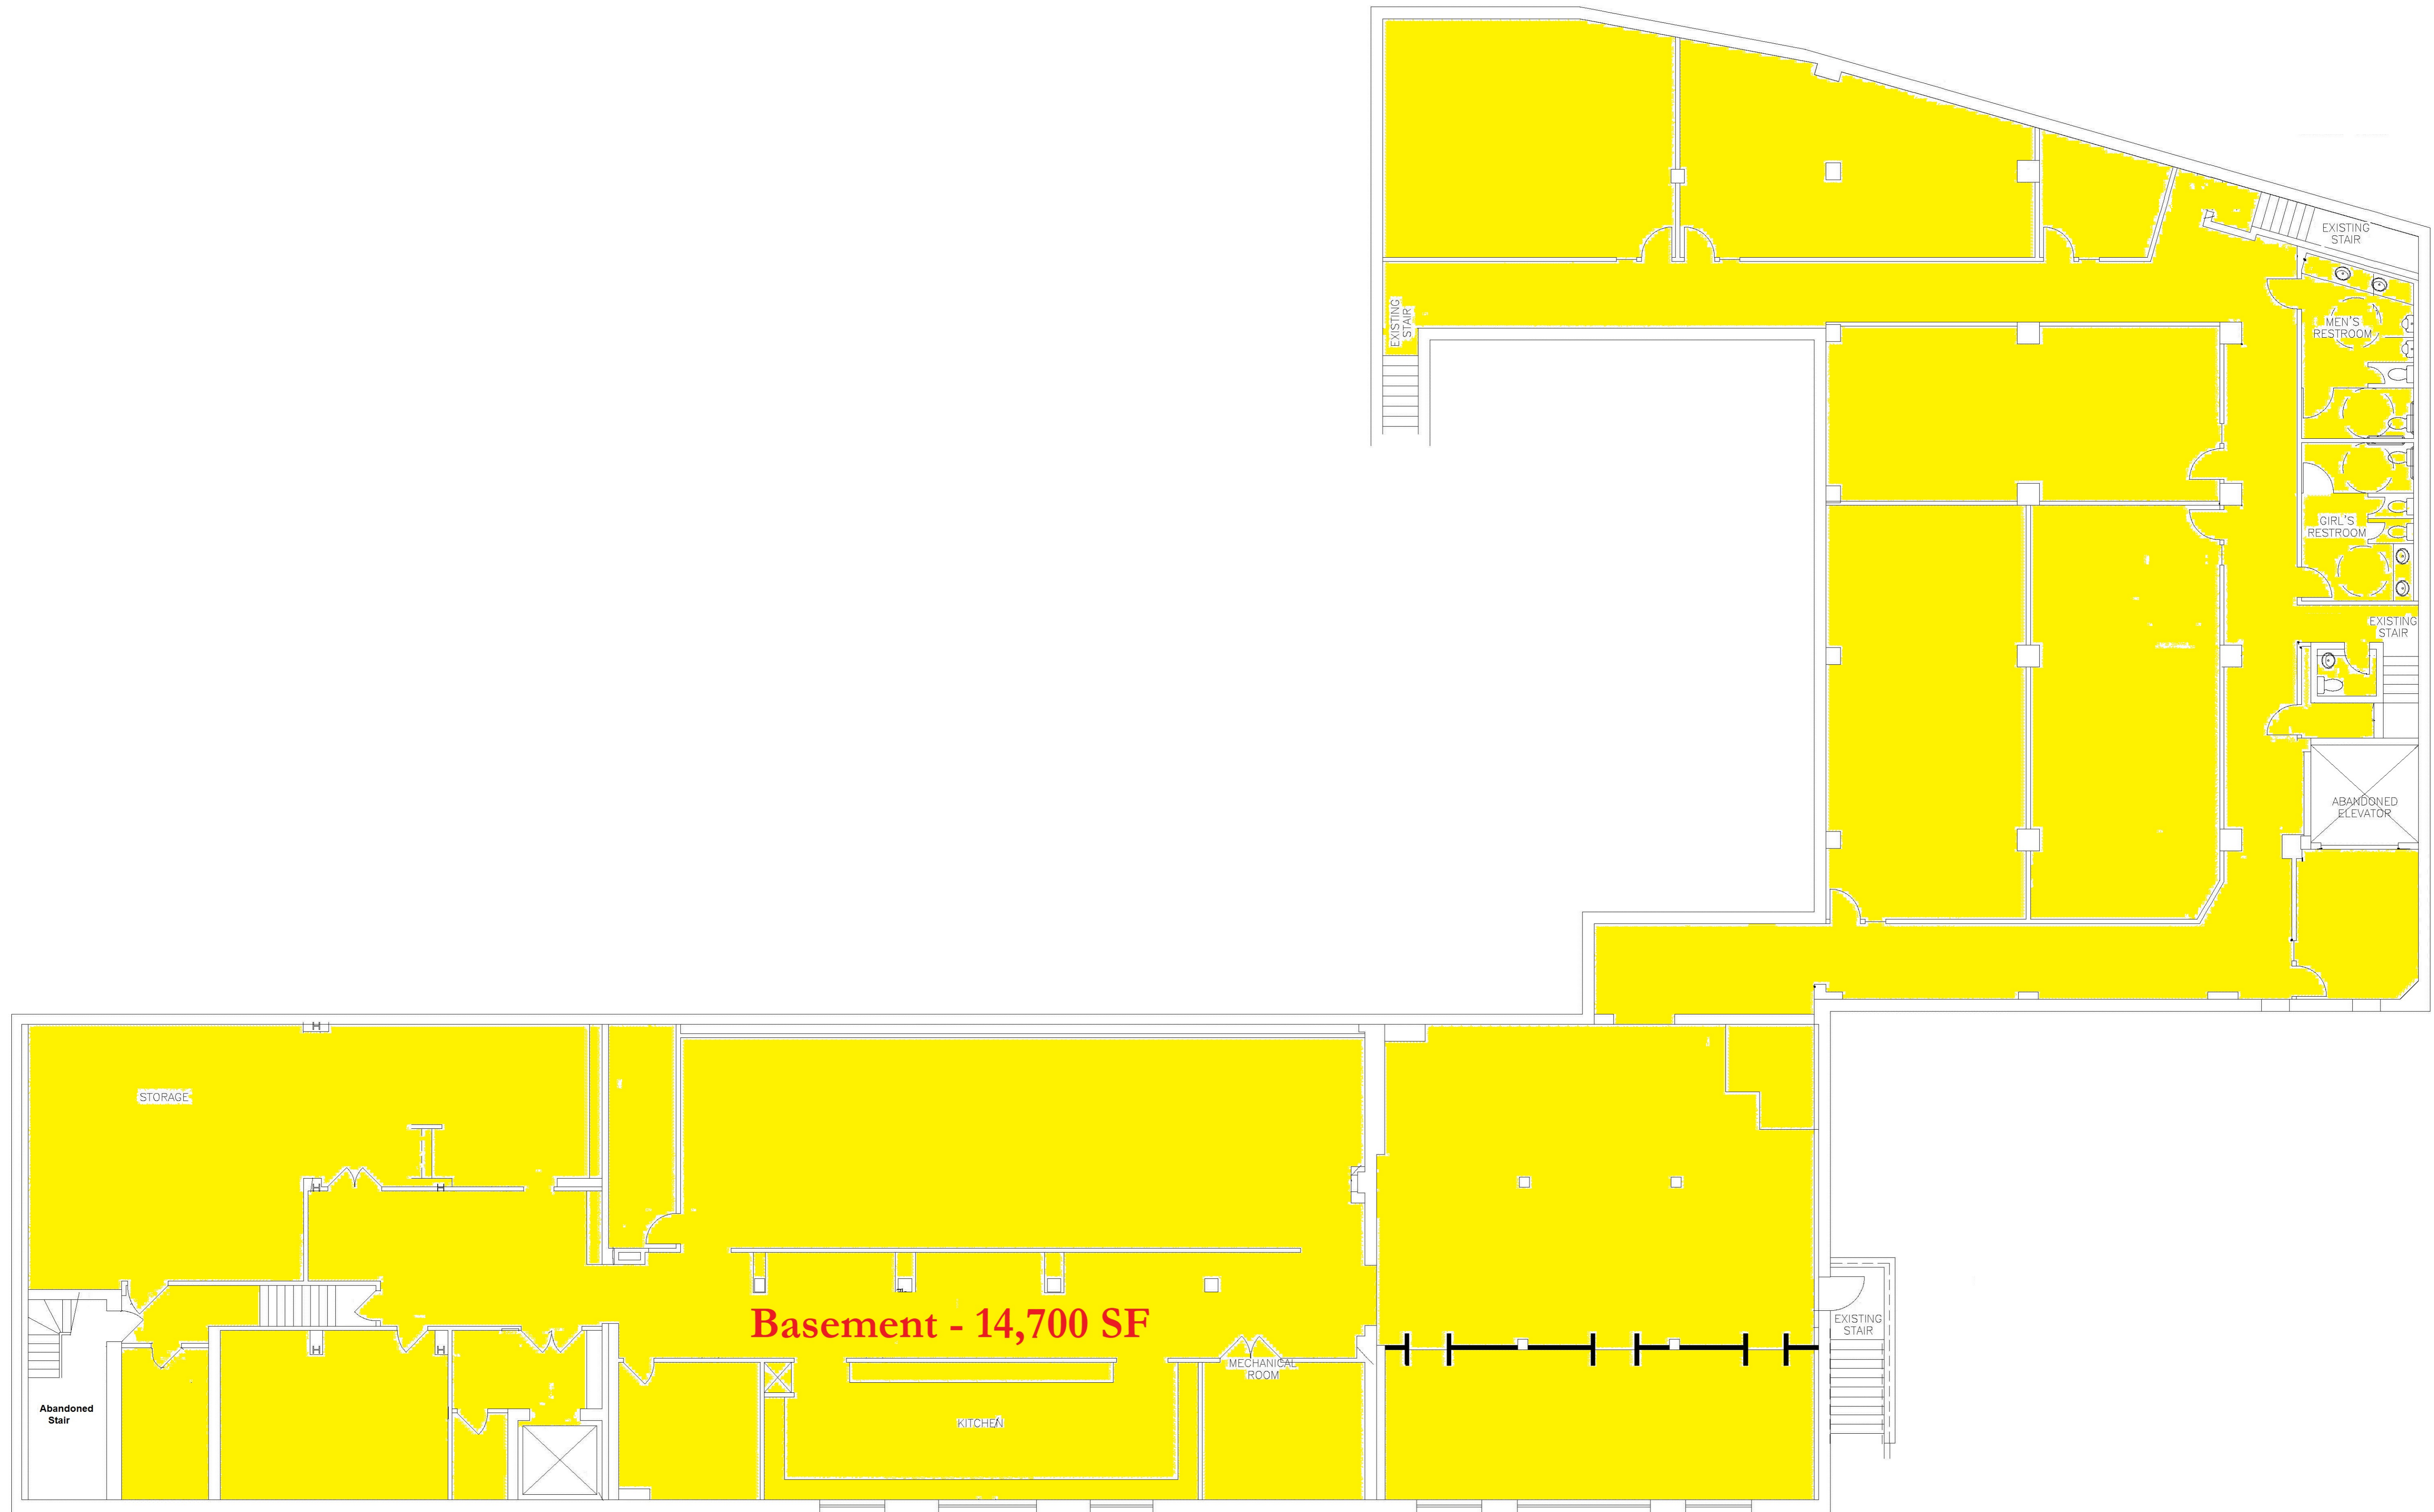 EXISTING
STAIR
EXISTING
STAIR
MEN'S
RESTROOM
GIRL'S
RESTROOM
EXISTING
STAIR
ABANDONED
ELEVATOR
STORAGE
Basement - 14,700 SF
EXISTING
STAIR
MECHANICAL
ROOM
Abandoned
Stair
KITCHEN